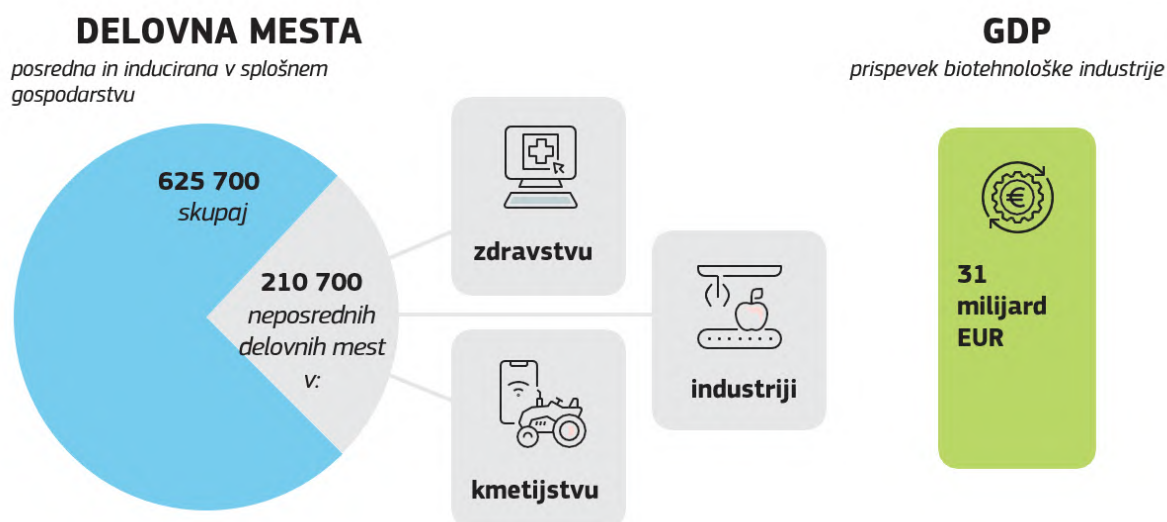 DELOVNA MESTA
posredna in inducirana v splošnem
gospodarstvu
625 700
skupaj
210 700
neposrednih
delovnih mest
v:
zdravstvu
industriji
kmetijstvu
GDP
prispevek biotehnološke industrije
31
milijard
EUR